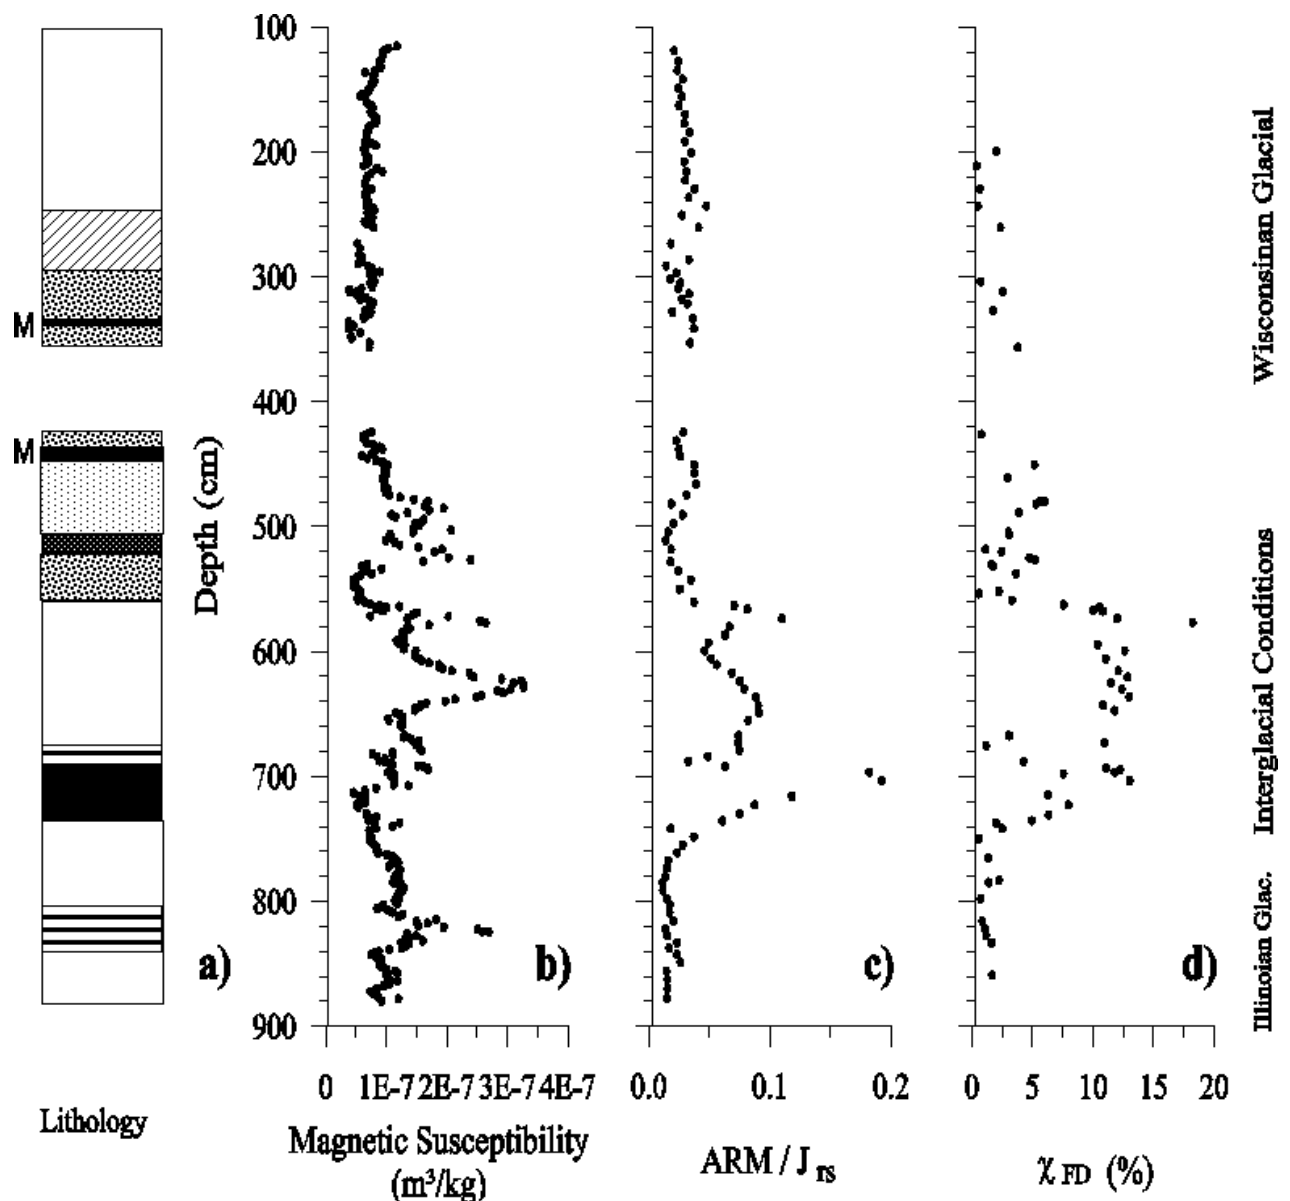 100
200
300
400
500
600
700
800
900
M
M
Depth (cm)
a)
b)
c)
d)
Wisconsinan Glacial
Interglacial Conditions
Illinoian Glac.
0 1E-7 2E-7 3E-7 4E-7
0.0 0.1 0.2
0 5 10 15 20
Lithology
Magnetic Susceptibility
(m³/kg)
ARM / J rs
χ FD (%)